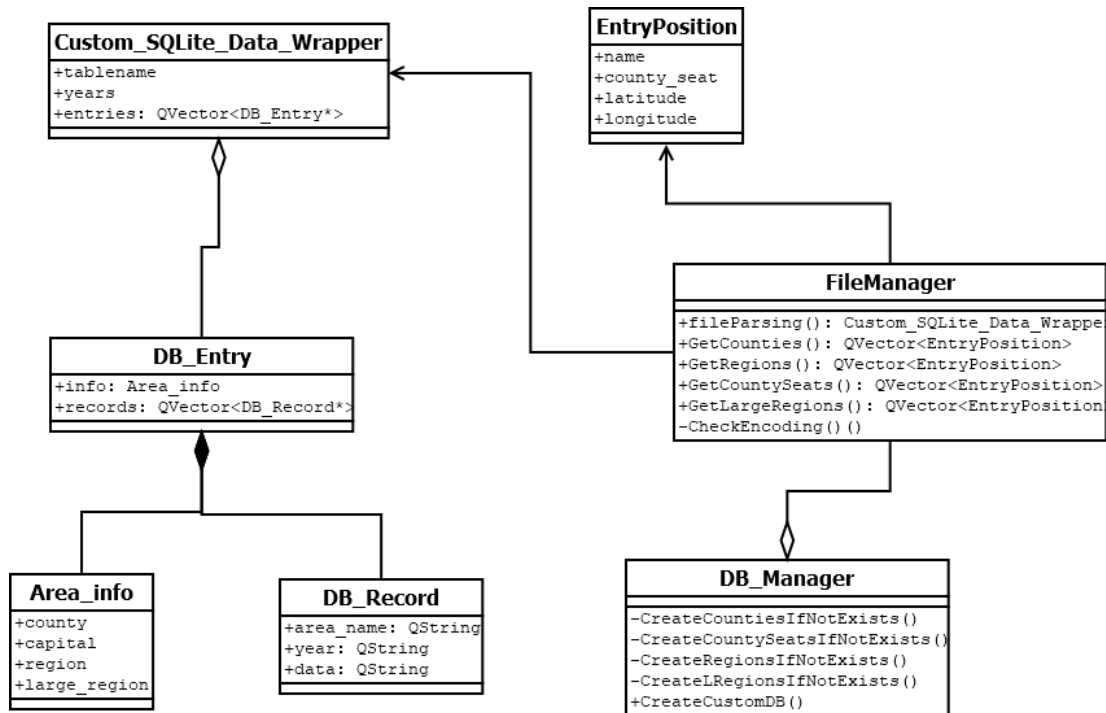 Custom_SQLite_Data_Wrapper
+tablename
+years
+entries: QVector<DB_Entry*>
EntryPosition
+name
+county_seat
+latitude
+longitude
FileManager
+fileParsing(): Custom_SQLite_Data_Wrapper
+GetCounties(): QVector<EntryPosition>
+GetRegions(): QVector<EntryPosition>
+GetCountySeats(): QVector<EntryPosition>
+GetLargeRegions(): QVector<EntryPosition
-CheckEncoding()()
DB_Entry
+info: Area_info
+records: QVector<DB_Record*>
Area_info
+county
+capital
+region
+large_region
DB_Record
+area_name: QString
+year: QString
+data: QString
DB_Manager
-CreateCountiesIfNotExists()
-CreateCountySeatsIfNotExists()
-CreateRegionsIfNotExists()
-CreateLRegionsIfNotExists()
+CreateCustomDB()